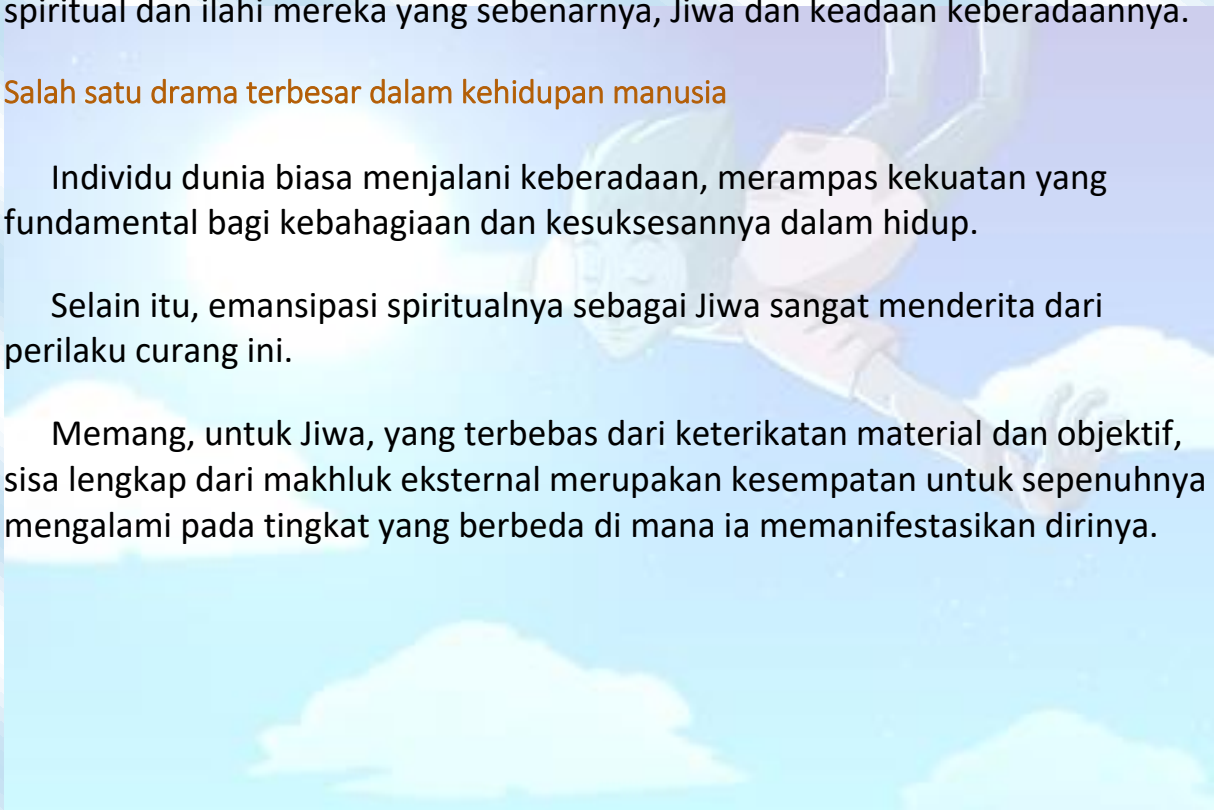 spiritual dan ilahi mereka yang sebenarnya, Jiwa dan keadaan keberadaannya.
Salah satu drama terbesar dalam kehidupan manusia
Individu dunia biasa menjalani keberadaan, merampas kekuatan yang
fundamental bagi kebahagiaan dan kesuksesannya dalam hidup.
Selain itu, emansipasi spiritualnya sebagai Jiwa sangat menderita dari
perilaku curang ini.
Memang, untuk Jiwa, yang terbebas dari keterikatan material dan objektif,
sisa lengkap dari makhluk eksternal merupakan kesempatan untuk sepenuhnya
mengalami pada tingkat yang berbeda di mana ia memanifestasikan dirinya.